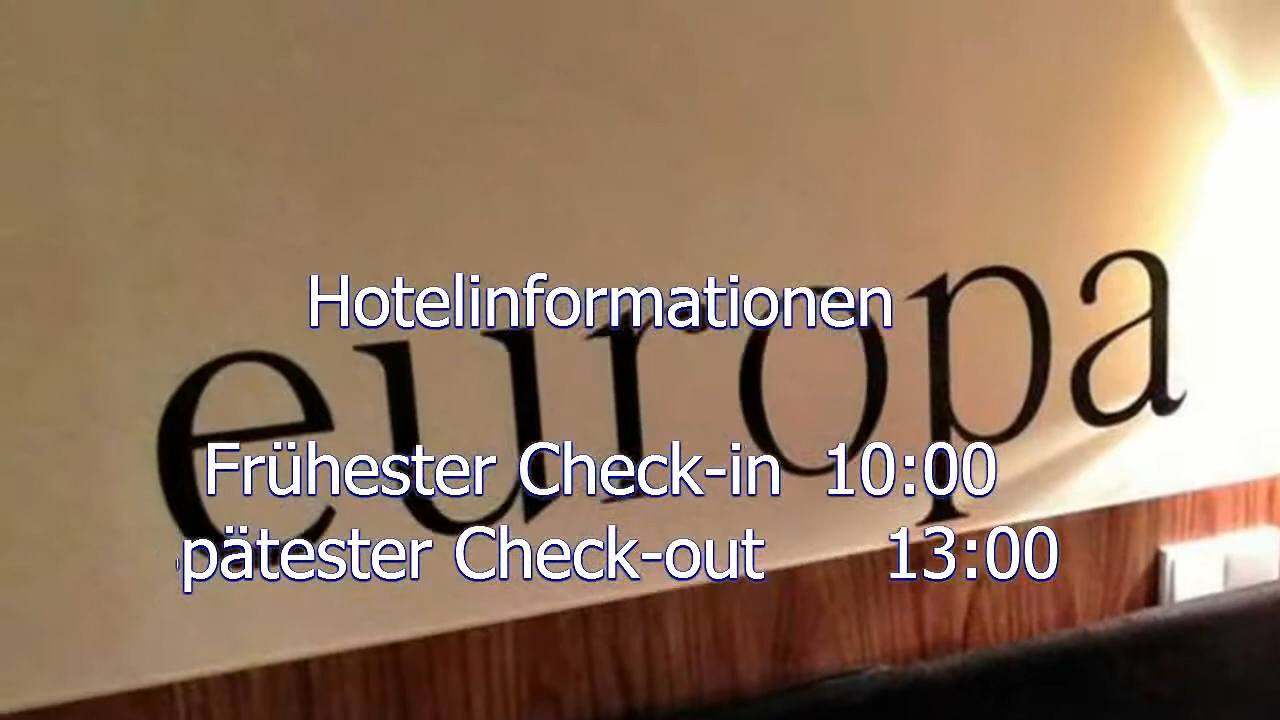 Hotelinformationen
europa
Frühester Check-in 10:00
pätester Check-out 13:00